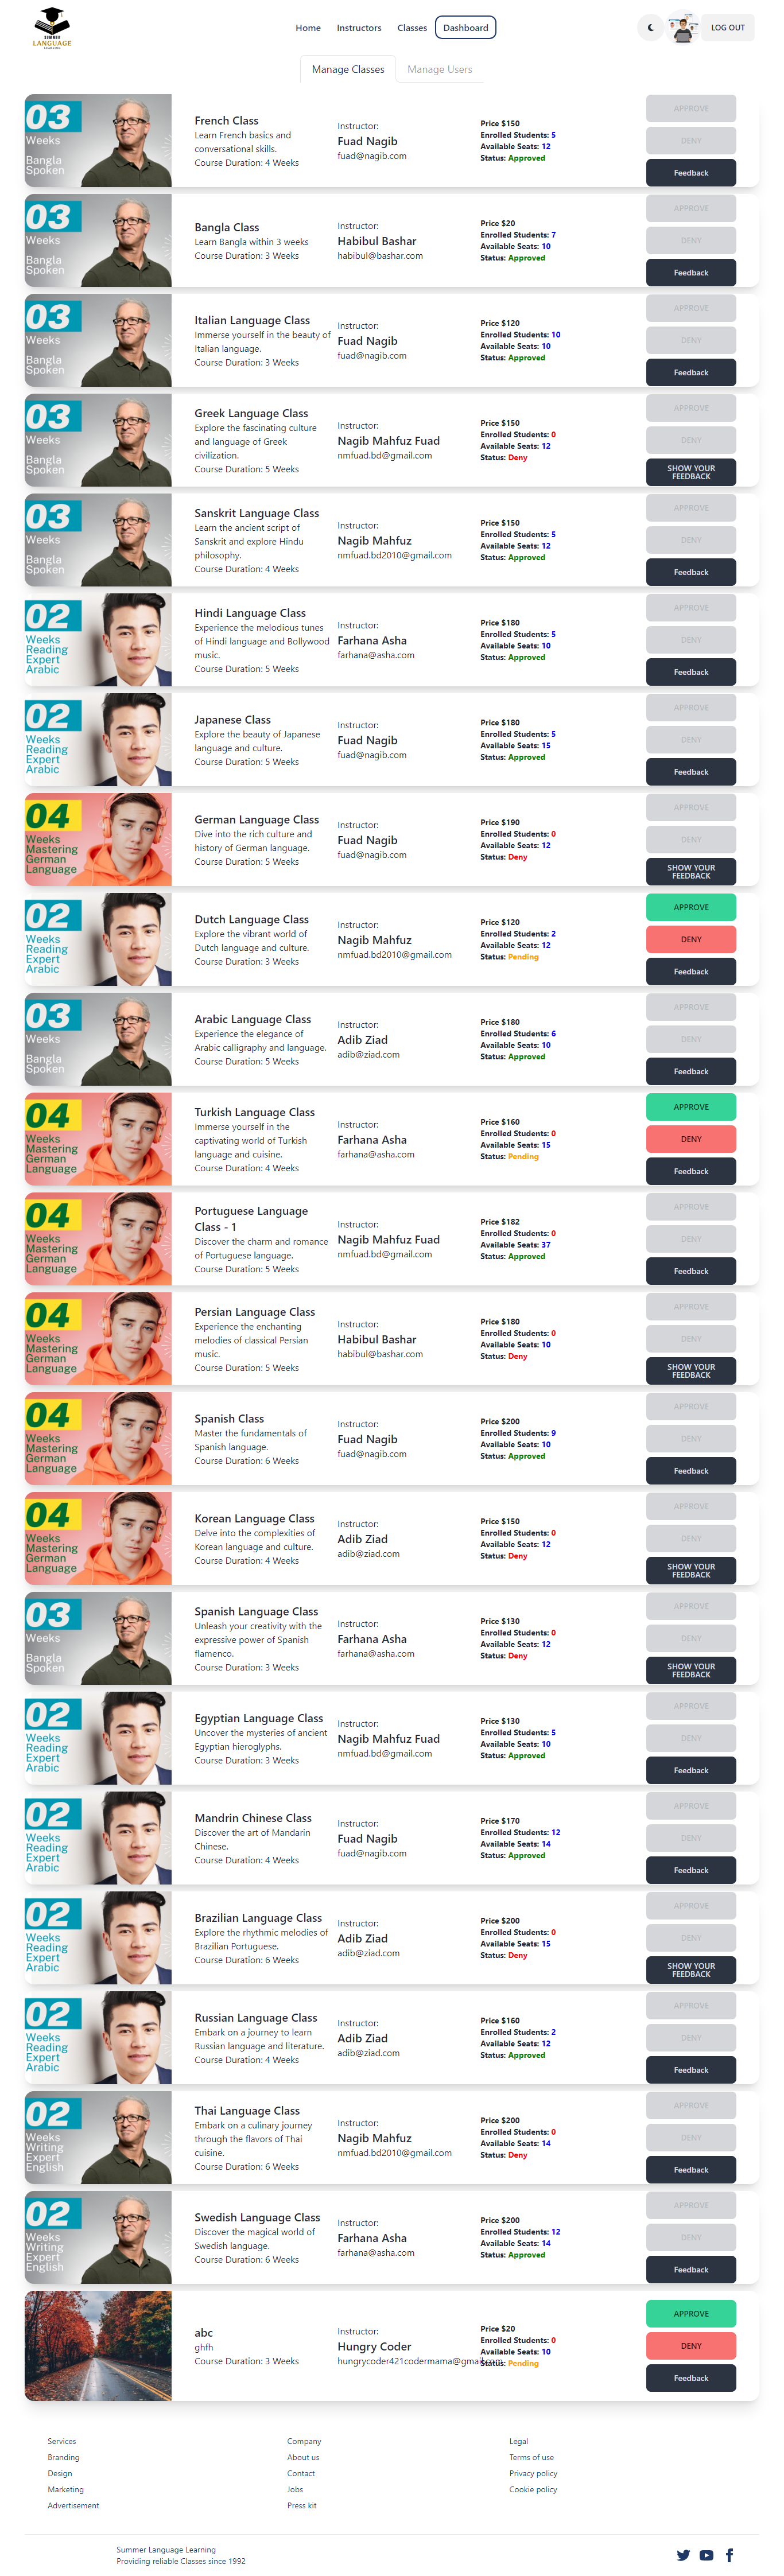 SUMMER
LANGUAGE
LEARNING
Home
Instructors
Classes
Dashboard
LOG OUT
Manage Classes
Manage Users
03
Weeks
Bangla
Spoken
French Class
Learn French basics and
conversational skills.
Course Duration: 4 Weeks
Instructor:
Fuad Nagib
fuad@nagib.com
Price $150
Enrolled Students: 5
Available Seats: 12
Status: Approved
APPROVE
DENY
Feedback
03
Weeks
Bangla
Spoken
Bangla Class
Learn Bangla within 3 weeks
Course Duration: 3 Weeks
Instructor:
Habibul Bashar
habibul@bashar.com
Price $20
Enrolled Students: 7
Available Seats: 10
Status: Approved
APPROVE
DENY
Feedback
03
Weeks
Bangla
Spoken
Italian Language Class
Immerse yourself in the beauty of
Italian language.
Course Duration: 3 Weeks
Instructor:
Fuad Nagib
fuad@nagib.com
Price $120
Enrolled Students: 10
Available Seats: 10
Status: Approved
APPROVE
DENY
Feedback
03
Weeks
Bangla
Spoken
Greek Language Class
Explore the fascinating culture
and language of Greek
civilization.
Course Duration: 5 Weeks
Instructor:
Nagib Mahfuz Fuad
nmfuad.bd@gmail.com
Price $150
Enrolled Students: 0
Available Seats: 12
Status: Deny
APPROVE
DENY
SHOW YOUR
FEEDBACK
03
Weeks
Bangla
Spoken
Sanskrit Language Class
Learn the ancient script of
Sanskrit and explore Hindu
philosophy.
Course Duration: 4 Weeks
Instructor:
Nagib Mahfuz
nmfuad.bd2010@gmail.com
Price $150
Enrolled Students: 5
Available Seats: 12
Status: Approved
APPROVE
DENY
Feedback
02
Weeks
Reading
Expert
Arabic
Hindi Language Class
Experience the melodious tunes
of Hindi language and Bollywood
music.
Course Duration: 5 Weeks
Instructor:
Farhana Asha
farhana@asha.com
Price $180
Enrolled Students: 5
Available Seats: 10
Status: Approved
APPROVE
DENY
Feedback
02
Weeks
Reading
Expert
Arabic
Japanese Class
Explore the beauty of Japanese
language and culture.
Course Duration: 5 Weeks
Instructor:
Fuad Nagib
fuad@nagib.com
Price $180
Enrolled Students: 5
Available Seats: 15
Status: Approved
APPROVE
DENY
Feedback
04
Weeks
Mastering
German
Language
German Language Class
Dive into the rich culture and
history of German language.
Course Duration: 5 Weeks
Instructor:
Fuad Nagib
fuad@nagib.com
Price $190
Enrolled Students: 0
Available Seats: 12
Status: Deny
APPROVE
DENY
SHOW YOUR
FEEDBACK
02
Weeks
Reading
Expert
Arabic
Dutch Language Class
Explore the vibrant world of
Dutch language and culture.
Course Duration: 3 Weeks
Instructor:
Nagib Mahfuz
nmfuad.bd2010@gmail.com
Price $120
Enrolled Students: 2
Available Seats: 12
Status: Pending
APPROVE
DENY
Feedback
03
Weeks
Bangla
Spoken
Arabic Language Class
Experience the elegance of
Arabic calligraphy and language.
Course Duration: 5 Weeks
Instructor:
Adib Ziad
adib@ziad.com
Price $180
Enrolled Students: 6
Available Seats: 10
Status: Approved
APPROVE
DENY
Feedback
04
Weeks
Mastering
German
Language
Turkish Language Class
Immerse yourself in the
captivating world of Turkish
language and cuisine.
Course Duration: 4 Weeks
Instructor:
Farhana Asha
farhana@asha.com
Price $160
Enrolled Students: 0
Available Seats: 15
Status: Pending
APPROVE
DENY
Feedback
04
Weeks
Mastering
German
Language
Portuguese Language
Class - 1
Discover the charm and romance
of Portuguese language.
Course Duration: 5 Weeks
Instructor:
Nagib Mahfuz Fuad
nmfuad.bd@gmail.com
Price $182
Enrolled Students: 0
Available Seats: 37
Status: Approved
APPROVE
DENY
Feedback
04
Weeks
Mastering
German
Language
Persian Language Class
Experience the enchanting
melodies of classical Persian
music.
Course Duration: 5 Weeks
Instructor:
Habibul Bashar
habibul@bashar.com
Price $180
Enrolled Students: 0
Available Seats: 10
Status: Deny
APPROVE
DENY
SHOW YOUR
FEEDBACK
04
Weeks
Mastering
German
Language
Spanish Class
Master the fundamentals of
Spanish language.
Course Duration: 6 Weeks
Instructor:
Fuad Nagib
fuad@nagib.com
Price $200
Enrolled Students: 9
Available Seats: 10
Status: Approved
APPROVE
DENY
Feedback
04
Weeks
Mastering
German
Language
Korean Language Class
Delve into the complexities of
Korean language and culture.
Course Duration: 4 Weeks
Instructor:
Adib Ziad
adib@ziad.com
Price $150
Enrolled Students: 0
Available Seats: 12
Status: Deny
APPROVE
DENY
SHOW YOUR
FEEDBACK
03
Weeks
Bangla
Spoken
Spanish Language Class
Unleash your creativity with the
expressive power of Spanish
flamenco.
Course Duration: 3 Weeks
Instructor:
Farhana Asha
farhana@asha.com
Price $130
Enrolled Students: 0
Available Seats: 12
Status: Deny
APPROVE
DENY
SHOW YOUR
FEEDBACK
02
Weeks
Reading
Expert
Arabic
Egyptian Language Class
Uncover the mysteries of ancient
Egyptian hieroglyphs.
Course Duration: 3 Weeks
Instructor:
Nagib Mahfuz Fuad
nmfuad.bd@gmail.com
Price $130
Enrolled Students: 5
Available Seats: 10
Status: Approved
APPROVE
DENY
Feedback
02
Weeks
Reading
Expert
Arabic
Mandrin Chinese Class
Discover the art of Mandarin
Chinese.
Course Duration: 4 Weeks
Instructor:
Fuad Nagib
fuad@nagib.com
Price $170
Enrolled Students: 12
Available Seats: 14
Status: Approved
APPROVE
DENY
Feedback
02
Weeks
Reading
Expert
Arabic
Brazilian Language Class
Explore the rhythmic melodies of
Brazilian Portuguese.
Course Duration: 6 Weeks
Instructor:
Adib Ziad
adib@ziad.com
Price $200
Enrolled Students: 0
Available Seats: 15
Status: Deny
APPROVE
DENY
SHOW YOUR
FEEDBACK
02
Weeks
Reading
Expert
Arabic
Russian Language Class
Embark on a journey to learn
Russian language and literature.
Course Duration: 4 Weeks
Instructor:
Adib Ziad
adib@ziad.com
Price $160
Enrolled Students: 2
Available Seats: 12
Status: Approved
APPROVE
DENY
Feedback
02
Weeks
Writing
Expert
English
Thai Language Class
Embark on a culinary journey
through the flavors of Thai
cuisine.
Course Duration: 6 Weeks
Instructor:
Nagib Mahfuz
nmfuad.bd2010@gmail.com
Price $200
Enrolled Students: 0
Available Seats: 14
Status: Deny
APPROVE
DENY
Feedback
02
Weeks
Writing
Expert
English
Swedish Language Class
Discover the magical world of
Swedish language.
Course Duration: 6 Weeks
Instructor:
Farhana Asha
farhana@asha.com
Price $200
Enrolled Students: 12
Available Seats: 14
Status: Approved
APPROVE
DENY
Feedback
abc
ghfh
Course Duration: 3 Weeks
Instructor:
Hungry Coder
hungrycoder421codermama@gmail.com
Price $20
Enrolled Students: 0
Available Seats: 10
Status: Pending
APPROVE
DENY
Feedback
Services
Branding
Design
Marketing
Advertisement
Company
About us
Contact
Jobs
Press kit
Legal
Terms of use
Privacy policy
Cookie policy
Summer Language Learning
Providing reliable Classes since 1992